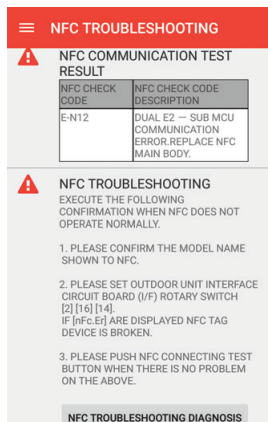 NFC TROUBLESHOOTING
NFC COMMUNICATION TEST
RESULT
NFC CHECK
CODE
NFC CHECK CODE
DESCRIPTION
E-N12
DUAL E2 — SUB MCU
COMMUNICATION
ERROR.REPLACE NFC
MAIN BODY.
NFC TROUBLESHOOTING
EXECUTE THE FOLLOWING
CONFIRMATION WHEN NFC DOES NOT
OPERATE NORMALLY.
1. PLEASE CONFIRM THE MODEL NAME
SHOWN TO NFC.
2. PLEASE SET OUTDOOR UNIT INTERFACE
CIRCUIT BOARD (I/F) ROTARY SWITCH
[2] [16] [14].
IF [nFc.Er] ARE DISPLAYED NFC TAG
DEVICE IS BROKEN.
3. PLEASE PUSH NFC CONNECTING TEST
BUTTON WHEN THERE IS NO PROBLEM
ON THE ABOVE.
NFC TROUBLESHOOTING DIAGNOSIS